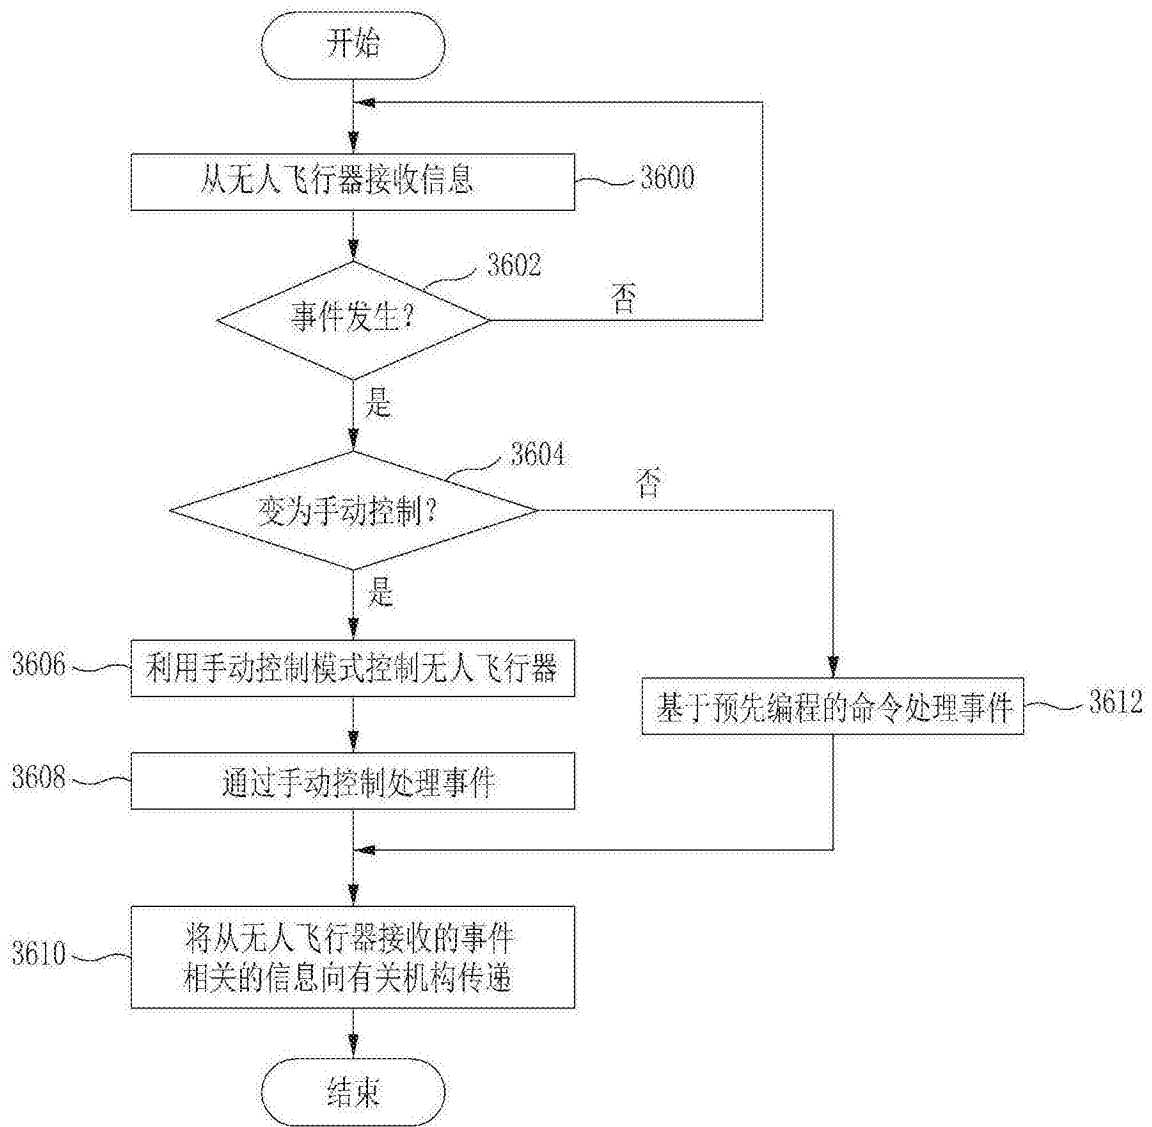 开始
从无人飞行器接收信息
3600
3602
事件发生？
否
是
3604
变为手动控制？
否
是
3606
利用手动控制模式控制无人飞行器
基于预先编程的命令处理事件
3612
3608
通过手动控制处理事件
3610
将从无人飞行器接收的事件
相关的信息向有关机构传递
结束